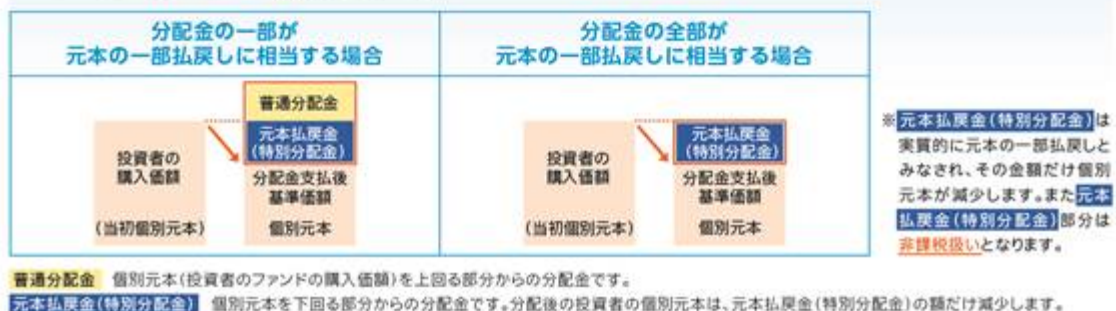 分配金の一部が
元本の一部払戻しに相当する場合
分配金の全部が
元本の一部払戻しに相当する場合
普通分配金
元本払戻金
(特別分配金)
投資者の
購入価額
(当初個別元本)
分配金支払後
基準価額
個別元本
元本払戻金
(特別分配金)
投資者の
購入価額
(当初個別元本)
分配金支払後
基準価額
個別元本
※元本払戻金(特別分配金)は
実質的に元本の一部払戻しと
みなされ、その金額だけ個別
元本が減少します。また元本
払戻金(特別分配金)部分は
非課税扱いとなります。
普通分配金 個別元本(投資者のファンドの購入価額)を上回る部分からの分配金です。
元本払戻金(特別分配金) 個別元本を下回る部分からの分配金です。分配後の投資者の個別元本は、元本払戻金(特別分配金)の額だけ減少します。